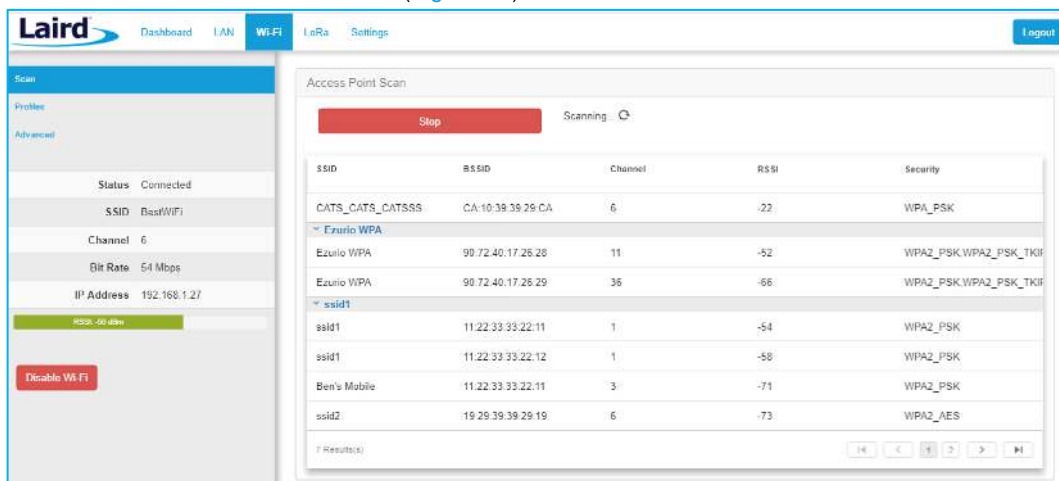 Laird
Dashboard LAN Wi-Fi LoRa Settings Logout
Scan
Profiles
Advanced
Status Connected
SSID BestWiFi
Channel 6
Bit Rate 54 Mbps
IP Address 192.168.1.27
RSSI: dBm
Disable Wi-Fi
Access Point Scan
Stop Scanning...
SSID BSSID Channel RSSI Security
CATS_CATS_CATSSS CA:10:39:39:29:CA 6 -22 WPA_PSK
Ezurio WPA
Ezurio WPA 90:72:40:17:26:28 11 -52 WPA2_PSK,WPA2_PSK_TKIP
Ezurio WPA 90:72:40:17:26:29 36 -66 WPA2_PSK,WPA2_PSK_TKIP
ssid1
ssid1 11:22:33:33:22:11 1 -54 WPA2_PSK
ssid1 11:22:33:33:22:12 1 -58 WPA2_PSK
Ben's Mobile 11:22:33:33:22:11 3 -71 WPA2_PSK
ssid2 19:29:39:39:29:19 6 -73 WPA2_AES
7 Results(s) 1 2